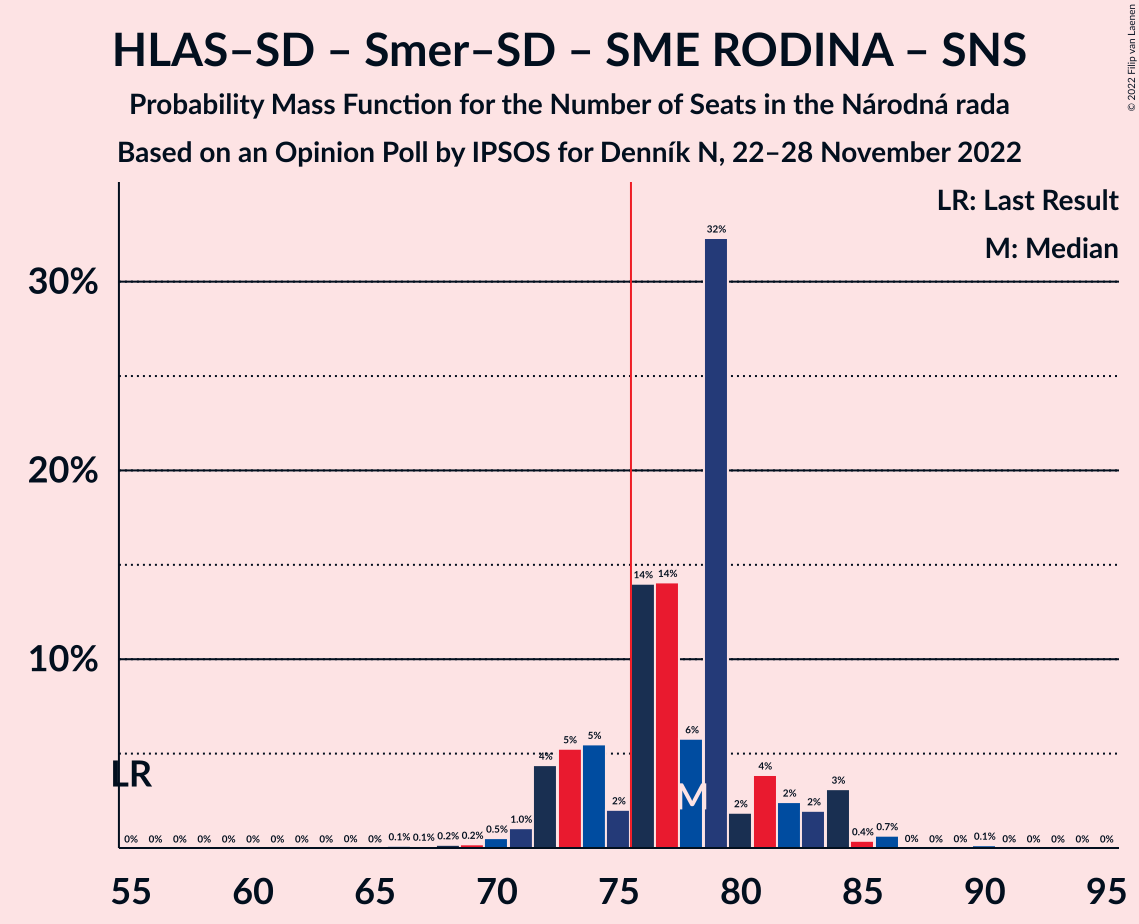 HLAS–SD – Smer–SD – SME RODINA – SNS
Probability Mass Function for the Number of Seats in the Národná rada
Based on an Opinion Poll by IPSOS for Denník N, 22–28 November 2022
© 2022 Filip van Laenen
LR: Last Result
M: Median
30%
20%
10%
LR
M
0% 0% 0% 0% 0% 0% 0% 0% 0% 0% 0% 0.1% 0.1% 0.2% 0.2% 0.5% 1.0% 4% 5% 5% 2% 14% 14% 6% 32% 2% 4% 2% 2% 3% 0.4% 0.7% 0% 0% 0% 0.1% 0% 0% 0% 0% 0%
55 60 65 70 75 80 85 90 95